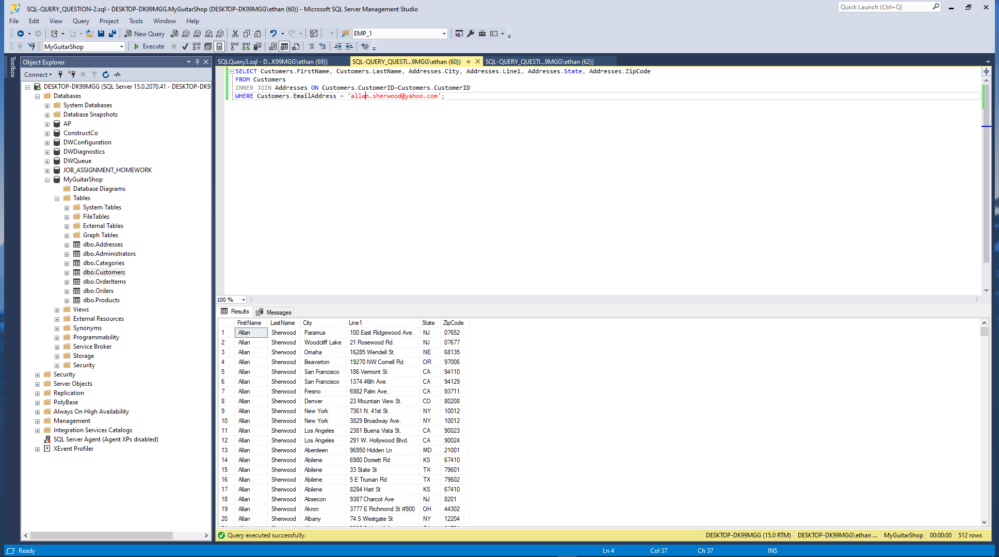 SQL-QUERY_QUESTION-2.sql - DESKTOP-DK99MGG.MyGuitarShop (DESKTOP-DK99MGG\ethan (60)) - Microsoft SQL Server Management Studio
Quick Launch (Ctrl+Q)
File Edit View Query Project Tools Window Help
New Query MDX DMX XMLA DAX EMP_1
MyGuitarShop Execute
Toolbox
Object Explorer
Connect
DESKTOP-DK99MGG (SQL Server 15.0.2070.41 - DESKTOP-DK9
Databases
System Databases
Database Snapshots
AP
ConstructCo
DWConfiguration
DWDiagnostics
DWQueue
JOB_ASSIGNMENT_HOMEWORK
MyGuitarShop
Database Diagrams
Tables
System Tables
FileTables
External Tables
Graph Tables
dbo.Addresses
dbo.Administrators
dbo.Categories
dbo.Customers
dbo.OrderItems
dbo.Orders
dbo.Products
Views
External Resources
Synonyms
Programmability
Service Broker
Storage
Security
Security
Server Objects
Replication
PolyBase
Always On High Availability
Management
Integration Services Catalogs
SQL Server Agent (Agent XPs disabled)
XEvent Profiler
SQLQuery3.sql - D...K99MGG\ethan (69)) SQL-QUERY_QUESTI...9MGG\ethan (60)) SQL-QUERY_QUESTI...9MGG\ethan (62))
SELECT Customers.FirstName, Customers.LastName, Addresses.City, Addresses.Line1, Addresses.State, Addresses.ZipCode
FROM Customers
INNER JOIN Addresses ON Customers.CustomerID=Customers.CustomerID
WHERE Customers.EmailAddress = 'allan.sherwood@yahoo.com';
100 %
Results Messages
FirstName LastName City Line1 State ZipCode
1 Allan Sherwood Paramus 100 East Ridgewood Ave. NJ 07652
2 Allan Sherwood Woodcliff Lake 21 Rosewood Rd. NJ 07677
3 Allan Sherwood Omaha 16285 Wendell St. NE 68135
4 Allan Sherwood Beaverton 19270 NW Cornell Rd. OR 97006
5 Allan Sherwood San Francisco 186 Vermont St. CA 94110
6 Allan Sherwood San Francisco 1374 46th Ave. CA 94129
7 Allan Sherwood Fresno 6982 Palm Ave. CA 93711
8 Allan Sherwood Denver 23 Mountain View St. CO 80208
9 Allan Sherwood New York 7361 N. 41st St. NY 10012
10 Allan Sherwood New York 3829 Broadway Ave. NY 10012
11 Allan Sherwood Los Angeles 2381 Buena Vista St. CA 90023
12 Allan Sherwood Los Angeles 291 W. Hollywood Blvd. CA 90024
13 Allan Sherwood Aberdeen 96950 Hidden Ln MD 21001
14 Allan Sherwood Abilene 6980 Dorsett Rd KS 67410
15 Allan Sherwood Abilene 33 State St TX 79601
16 Allan Sherwood Abilene 5 E Truman Rd TX 79602
17 Allan Sherwood Abilene 8284 Hart St KS 67410
18 Allan Sherwood Absecon 9387 Charcot Ave NJ 8201
19 Allan Sherwood Akron 3777 E Richmond St #900 OH 44302
20 Allan Sherwood Albany 74 S Westgate St NY 12204
Query executed successfully. DESKTOP-DK99MGG (15.0 RTM) DESKTOP-DK99MGG\ethan ... MyGuitarShop 00:00:00 512 rows
Ready Ln 4 Col 37 Ch 37 INS